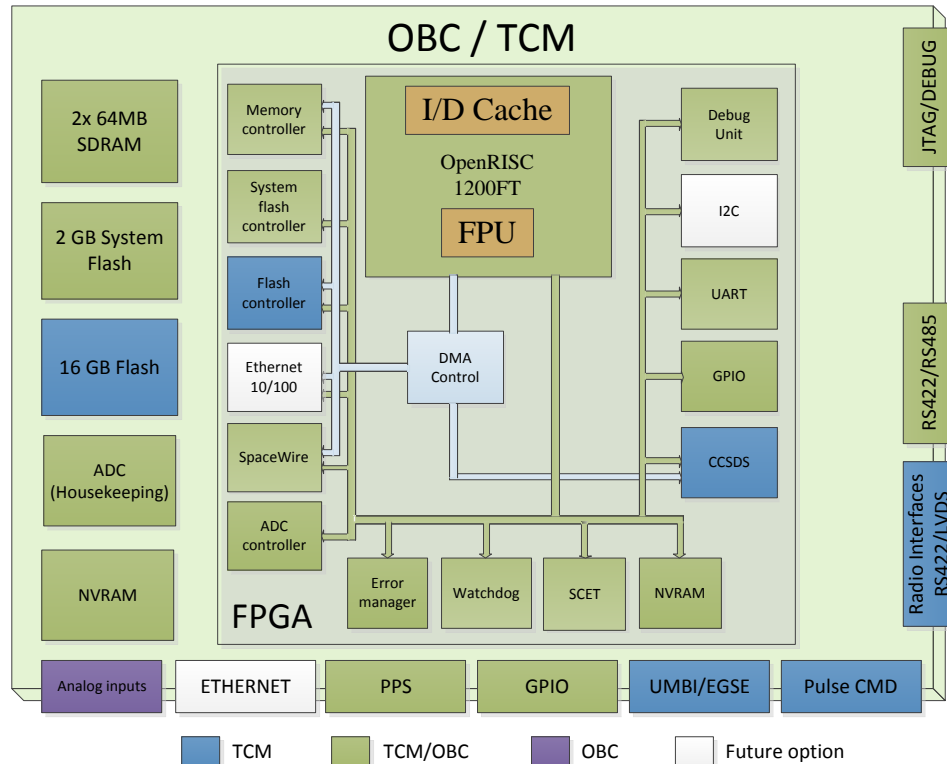 OBC / TCM
2x 64MB
SDRAM
2 GB System
Flash
16 GB Flash
ADC
(Housekeeping)
NVRAM
Memory
controller
System
flash
controller
Flash
controller
Ethernet
10/100
SpaceWire
ADC
controller
FPGA
I/D Cache
OpenRISC
1200FT
FPU
DMA
Control
Debug
Unit
I2C
UART
GPIO
CCSDS
Error
manager
Watchdog
SCET
NVRAM
JTAG/DEBUG
RS422/RS485
Radio Interfaces
RS422/LVDS
Analog inputs
ETHERNET
PPS
GPIO
UMBI/EGSE
Pulse CMD
TCM
TCM/OBC
OBC
Future option